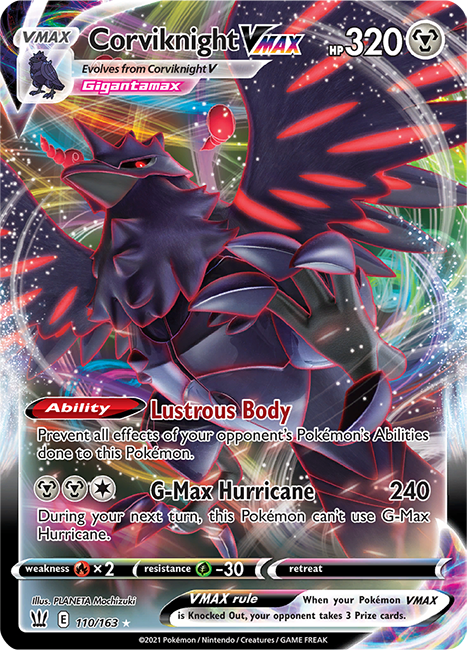 VMAX Corviknight VMAX HP 320
Evolves from Corviknight V
Gigantamax
Ability Lustrous Body
Prevent all effects of your opponent's Pokémon's Abilities
done to this Pokémon.
G-Max Hurricane 240
During your next turn, this Pokémon can't use G-Max
Hurricane.
weakness ×2 resistance -30 retreat
Illus. PLANETA Mochizuki
E 110/163
VMAX rule When your Pokémon VMAX
is Knocked Out, your opponent takes 3 Prize cards.
©2021 Pokémon / Nintendo / Creatures / GAME FREAK